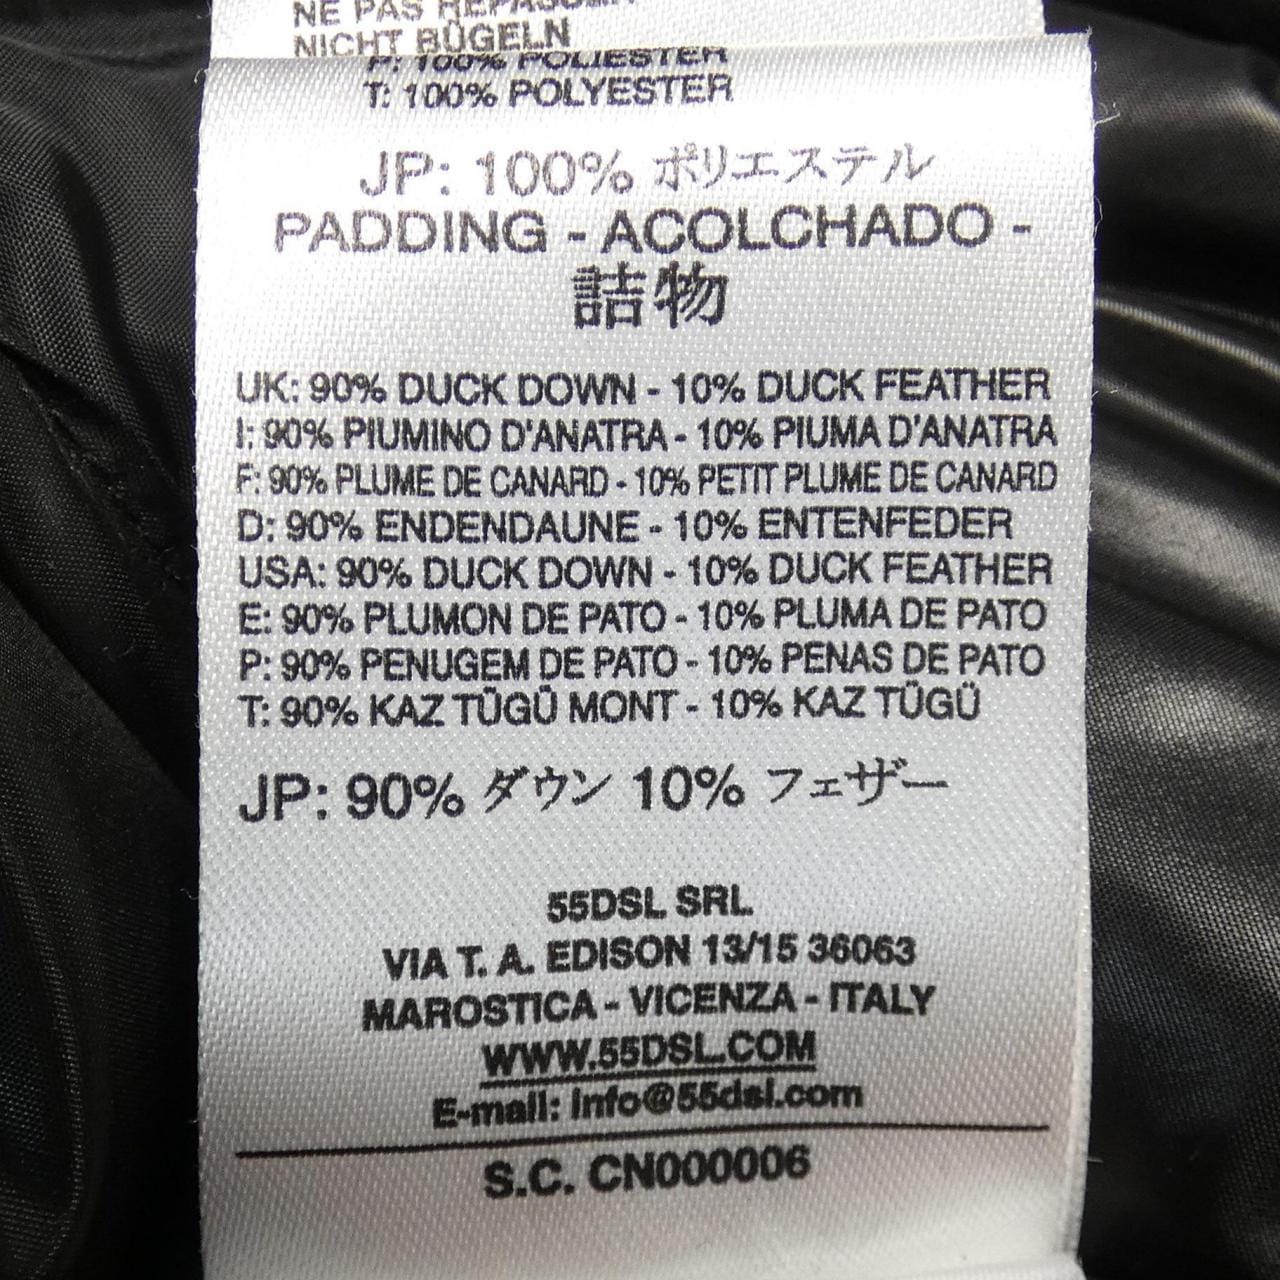 NE PAS REPASSER
NICHT BÜGELN
P: 100% POLIESTER
T: 100% POLYESTER
JP: 100% ポリエステル
PADDING - ACOLCHADO -
詰物
UK: 90% DUCK DOWN - 10% DUCK FEATHER
I: 90% PIUMINO D'ANATRA - 10% PIUMA D'ANATRA
F: 90% PLUME DE CANARD - 10% PETIT PLUME DE CANARD
D: 90% ENDENDAUNE - 10% ENTENFEDER
USA: 90% DUCK DOWN - 10% DUCK FEATHER
E: 90% PLUMON DE PATO - 10% PLUMA DE PATO
P: 90% PENUGEM DE PATO - 10% PENAS DE PATO
T: 90% KAZ TÜGÜ MONT - 10% KAZ TÜGÜ
JP: 90% ダウン 10% フェザー
55DSL SRL
VIA T. A. EDISON 13/15 36063
MAROSTICA - VICENZA - ITALY
WWW.55DSL.COM
E-mail: info@55dsl.com
S.C. CN000006